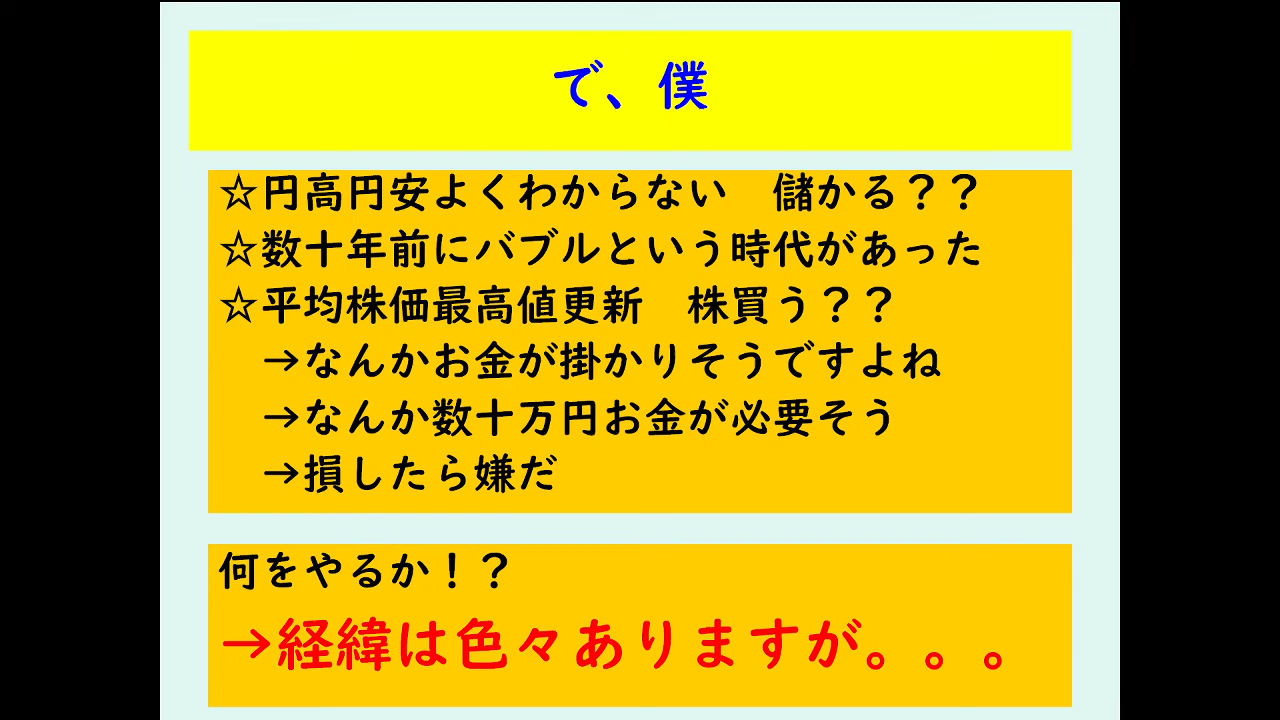 で、僕
☆円高円安よくわからない　儲かる？？
☆数十年前にバブルという時代があった
☆平均株価最高値更新　株買う？？
→なんかお金が掛かりそうですよね
→なんか数十万円お金が必要そう
→損したら嫌だ
何をやるか！？
→経緯は色々ありますが。。。